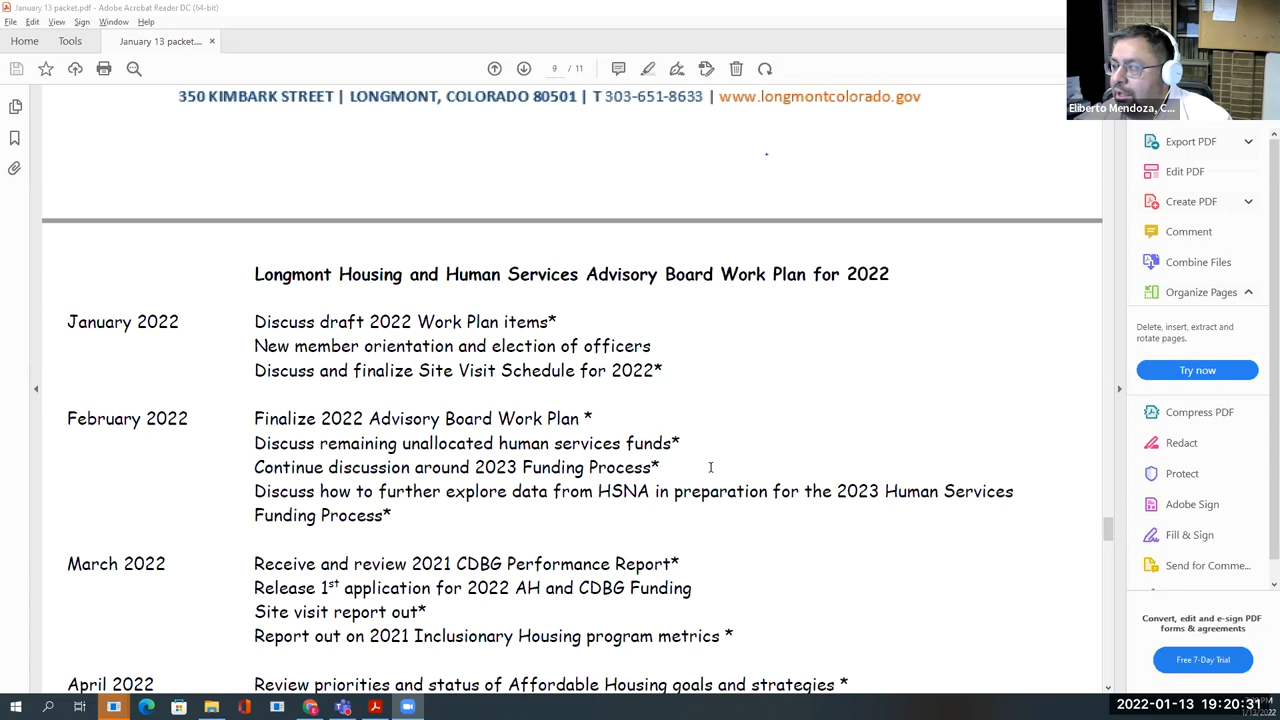 January 13 packet.pdf - Adobe Acrobat Reader DC (64-bit)
File Edit View Sign Window Help
Home Tools January 13 packet.... ×
/ 11
350 KIMBARK STREET | LONGMONT, COLORADO 80501 | T 303-651-8633 | www.longmontcolorado.gov
Eliberto Mendoza, C...
Longmont Housing and Human Services Advisory Board Work Plan for 2022
January 2022 Discuss draft 2022 Work Plan items*
New member orientation and election of officers
Discuss and finalize Site Visit Schedule for 2022*
February 2022 Finalize 2022 Advisory Board Work Plan *
Discuss remaining unallocated human services funds*
Continue discussion around 2023 Funding Process*
Discuss how to further explore data from HSNA in preparation for the 2023 Human Services
Funding Process*
March 2022 Receive and review 2021 CDBG Performance Report*
Release 1st application for 2022 AH and CDBG Funding
Site visit report out*
Report out on 2021 Inclusionary Housing program metrics *
April 2022 Review priorities and status of Affordable Housing goals and strategies *
Export PDF
Edit PDF
Create PDF
Comment
Combine Files
Organize Pages
Delete, insert, extract and
rotate pages.
Try now
Compress PDF
Redact
Protect
Adobe Sign
Fill & Sign
Send for Comme...
Convert, edit and e-sign PDF
forms & agreements
Free 7-Day Trial
2022-01-13 19:20:31